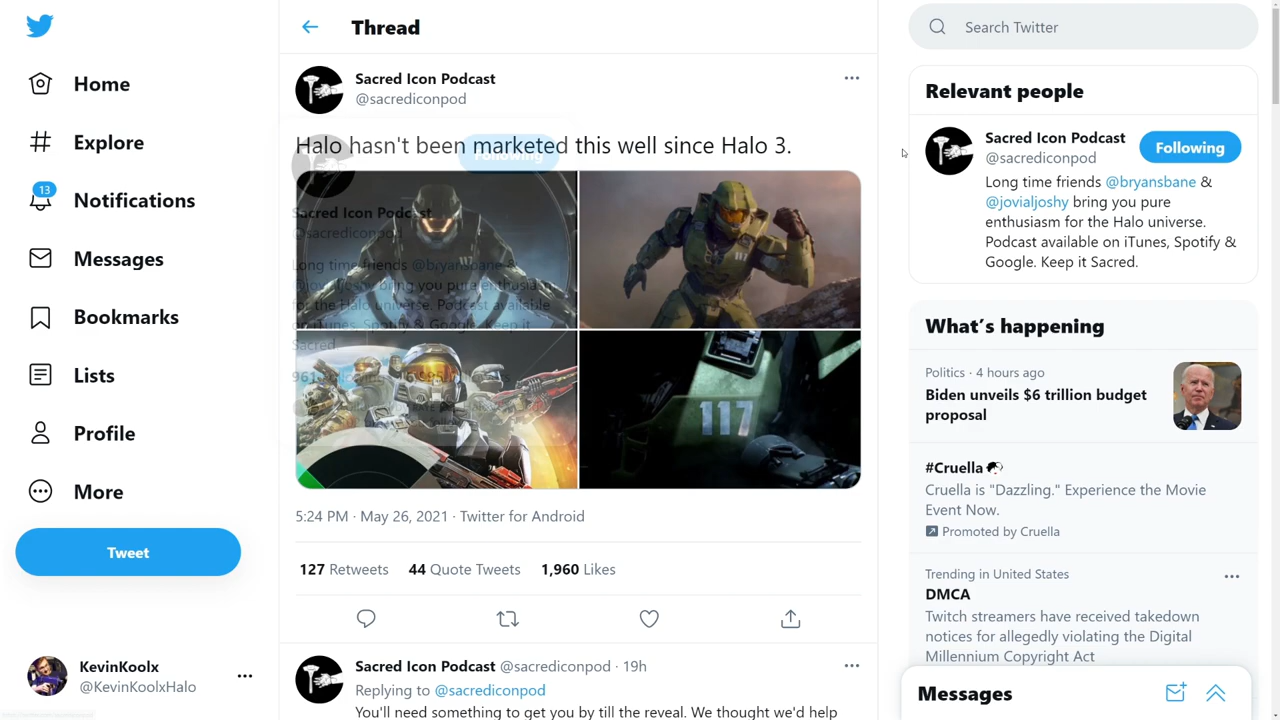 Home
Explore
13
Notifications
Messages
Bookmarks
Lists
Profile
More
Tweet
KevinKoolx
@KevinKoolxHalo
Thread
Sacred Icon Podcast
@sacrediconpod
Halo hasn't been marketed this well since Halo 3.
Following
Sacred Icon Podcast
@sacrediconpod
Long time friends @bryansbane &
@jovialjoshy bring you pure enthusiasm
for the Halo universe. Podcast available
on iTunes, Spotify & Google. Keep it
Sacred.
961
117
117
5:24 PM · May 26, 2021 · Twitter for Android
127 Retweets 44 Quote Tweets 1,960 Likes
Sacred Icon Podcast @sacrediconpod · 19h
Replying to @sacrediconpod
You'll need something to get you by till the reveal. We thought we'd help
Search Twitter
Relevant people
Sacred Icon Podcast
@sacrediconpod
Following
Long time friends @bryansbane &
@jovialjoshy bring you pure
enthusiasm for the Halo universe.
Podcast available on iTunes, Spotify &
Google. Keep it Sacred.
What's happening
Politics · 4 hours ago
Biden unveils $6 trillion budget
proposal
#Cruella
Cruella is "Dazzling." Experience the Movie
Event Now.
Promoted by Cruella
Trending in United States
DMCA
Twitch streamers have received takedown
notices for allegedly violating the Digital
Millennium Copyright Act
Messages